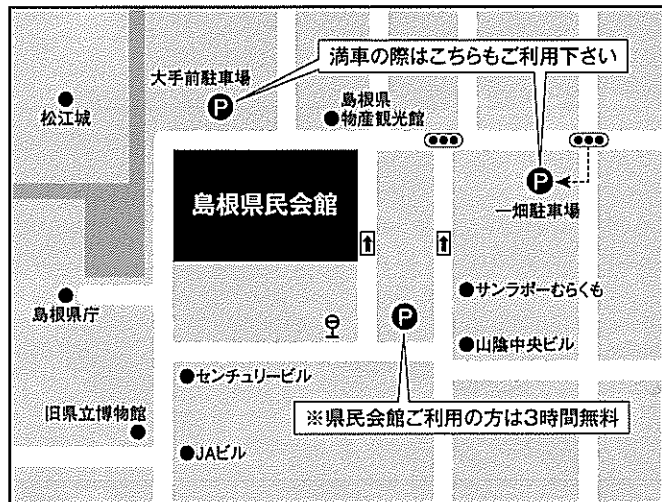 満車の際はこちらもご利用下さい
大手前駐車場
P
松江城
島根県
物産観光館
島根県民会館
P
一畑駐車場
サンラポーむらくも
島根県庁
P
山陰中央ビル
センチュリービル
※県民会館ご利用の方は3時間無料
旧県立博物館
JAビル